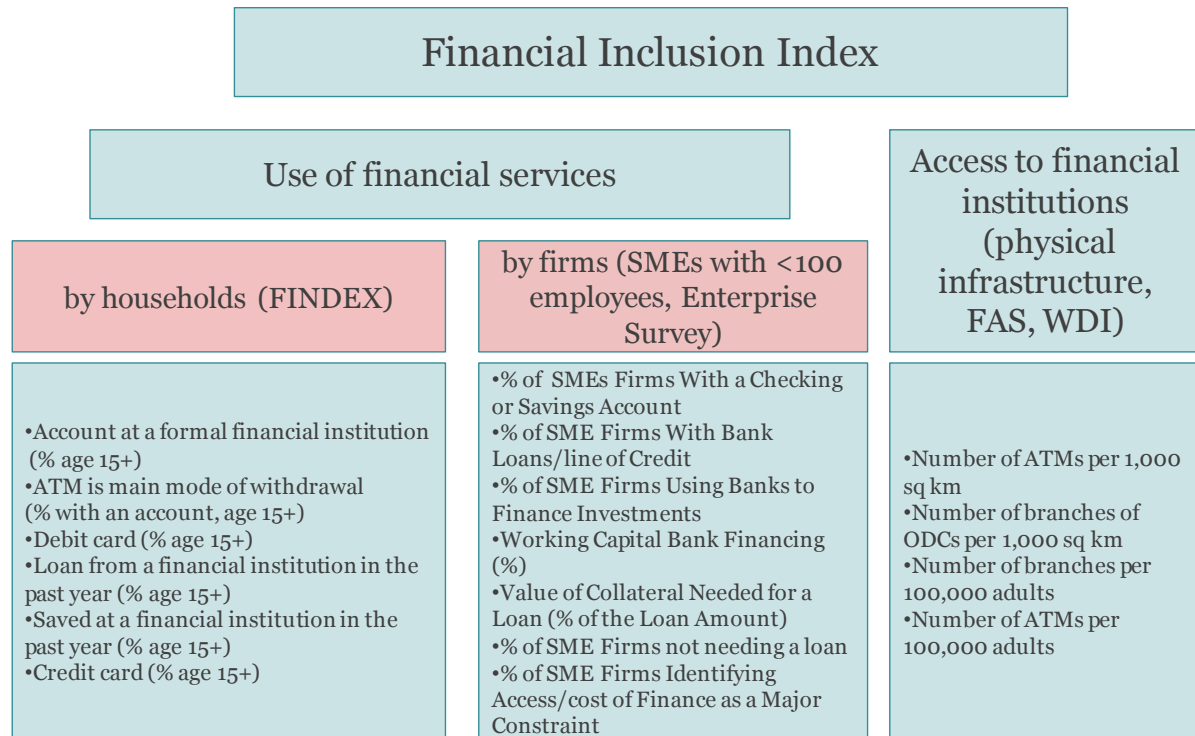 Financial Inclusion Index
Use of financial services
Access to financial
institutions
(physical
infrastructure,
FAS, WDI)
by households (FINDEX)
by firms (SMEs with <100
employees, Enterprise
Survey)
•Account at a formal financial institution
(% age 15+)
•ATM is main mode of withdrawal
(% with an account, age 15+)
•Debit card (% age 15+)
•Loan from a financial institution in the
past year (% age 15+)
•Saved at a financial institution in the
past year (% age 15+)
•Credit card (% age 15+)
•% of SMEs Firms With a Checking
or Savings Account
•% of SME Firms With Bank
Loans/line of Credit
•% of SME Firms Using Banks to
Finance Investments
•Working Capital Bank Financing
(%)
•Value of Collateral Needed for a
Loan (% of the Loan Amount)
•% of SME Firms not needing a loan
•% of SME Firms Identifying
Access/cost of Finance as a Major
Constraint
•Number of ATMs per 1,000
sq km
•Number of branches of
ODCs per 1,000 sq km
•Number of branches per
100,000 adults
•Number of ATMs per
100,000 adults